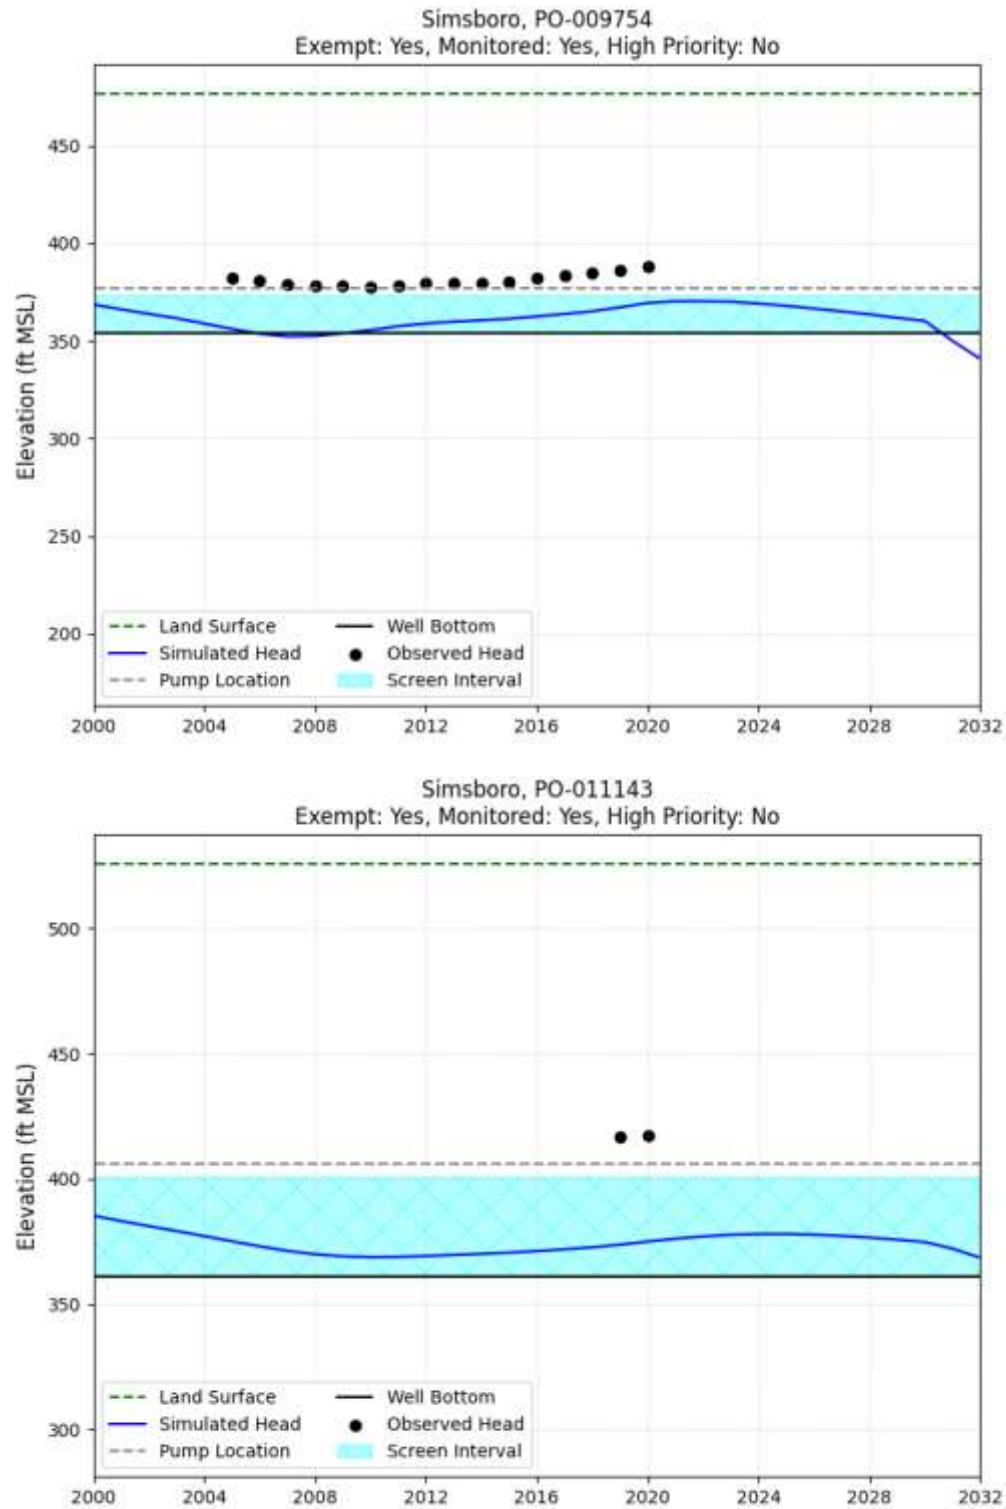 Simsboro, PO-009754
Exempt: Yes, Monitored: Yes, High Priority: No
Elevation (ft MSL)
450
400
350
300
250
200
Land Surface
Simulated Head
Pump Location
Well Bottom
Observed Head
Screen Interval
2000 2004 2008 2012 2016 2020 2024 2028 2032
Simsboro, PO-011143
Exempt: Yes, Monitored: Yes, High Priority: No
Elevation (ft MSL)
500
450
400
350
300
Land Surface
Simulated Head
Pump Location
Well Bottom
Observed Head
Screen Interval
2000 2004 2008 2012 2016 2020 2024 2028 2032